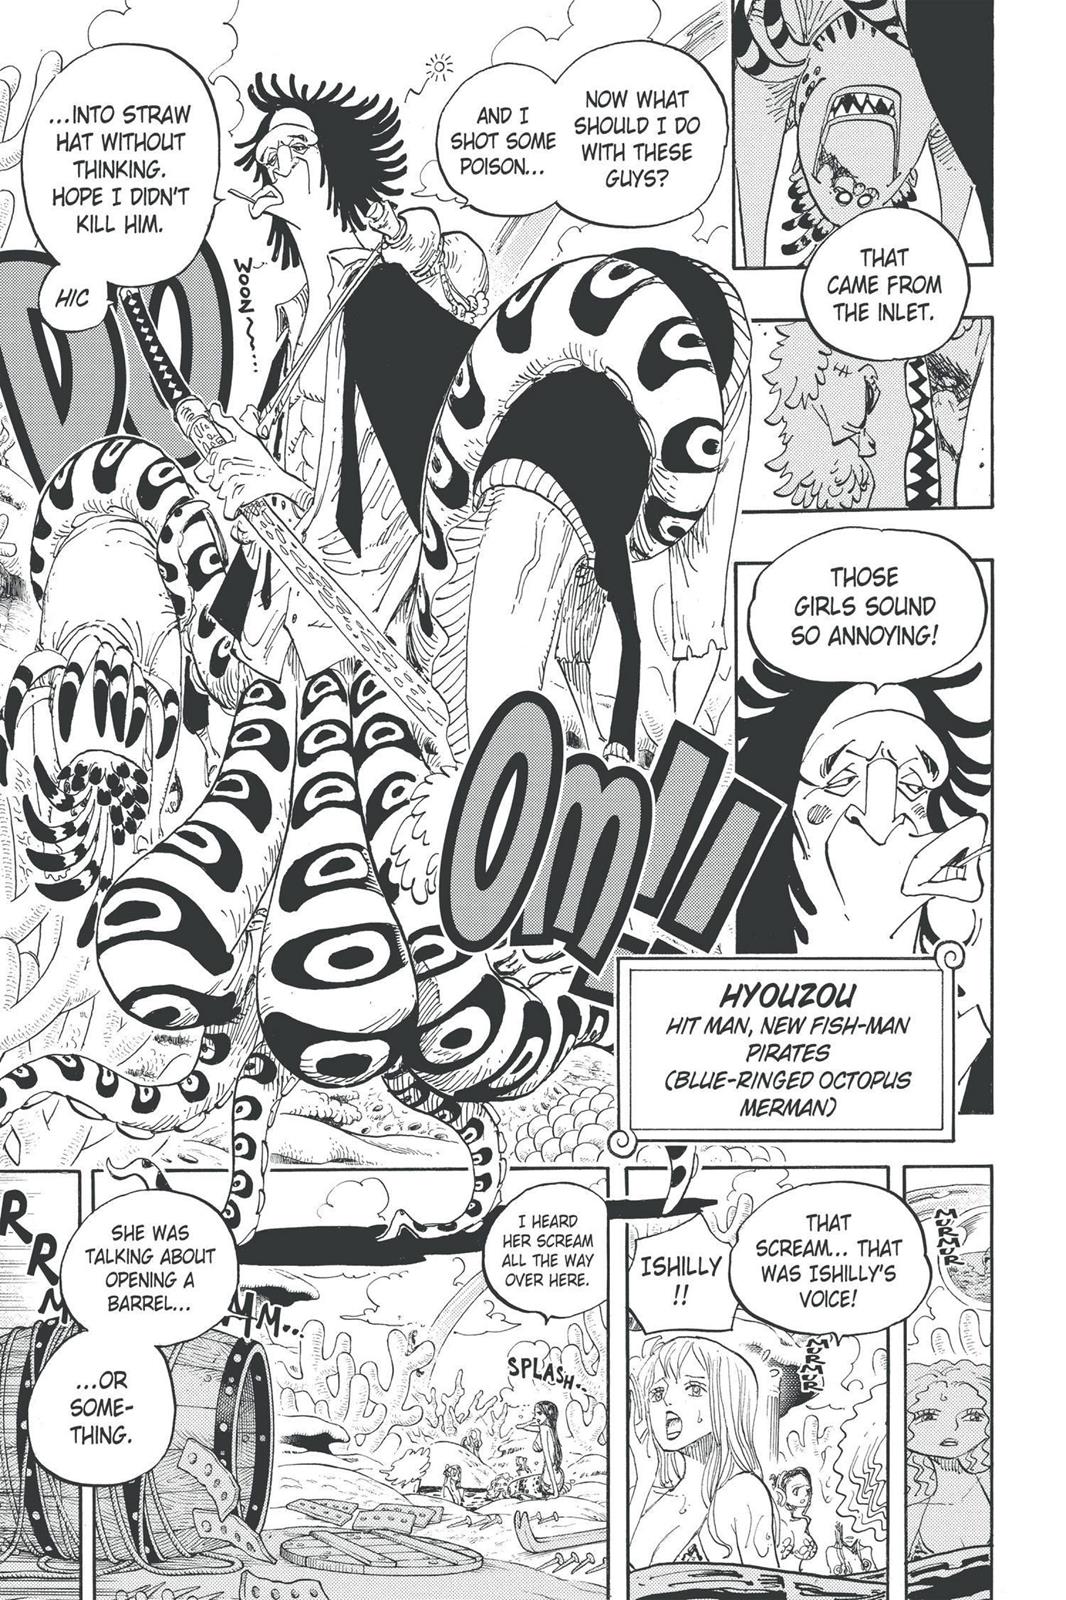 THAT
CAME FROM
THE INLET.
NOW WHAT
SHOULD I DO
WITH THESE
GUYS?
AND I
SHOT SOME
POISON...
...INTO STRAW
HAT WITHOUT
THINKING.
HOPE I DIDN'T
KILL HIM.
HIC
WOON~....
THOSE
GIRLS SOUND
SO ANNOYING!
DOOM!!
HYOUZOU
HIT MAN, NEW FISH-MAN
PIRATES
(BLUE-RINGED OCTOPUS
MERMAN)
MURMUR
THAT
SCREAM... THAT
WAS ISHILLY'S
VOICE!
ISHILLY
!!
MURMUR
I HEARD
HER SCREAM
ALL THE WAY
OVER HERE.
SPLASH..
SHE WAS
TALKING ABOUT
OPENING A
BARREL...
...OR
SOME-
THING.
RRMMM...